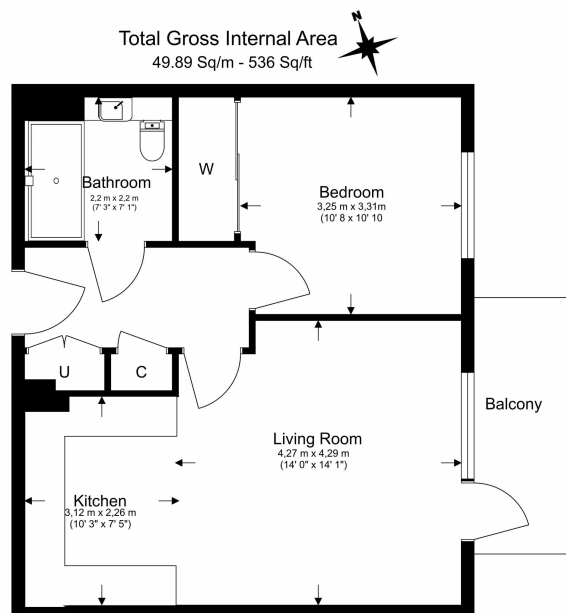 N
Total Gross Internal Area
49.89 Sq/m - 536 Sq/ft
Bathroom
2,2 m x 2,2 m
(7' 3" x 7' 1")
W
Bedroom
3,25 m x 3,31m
(10' 8 x 10' 10
U
C
Balcony
Living Room
4,27 m x 4,29 m
(14' 0" x 14' 1")
Kitchen
3,12 m x 2,26 m
(10' 3" x 7' 5")